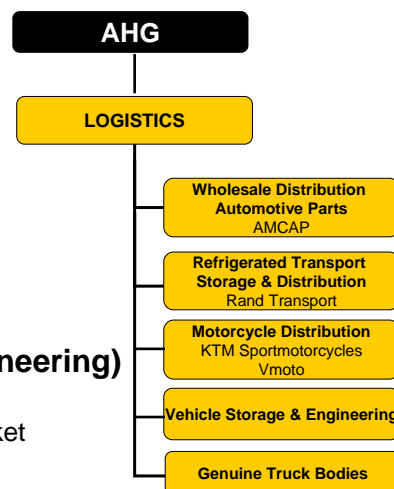 AHG
LOGISTICS
Wholesale Distribution
Automotive Parts
AMCAP
Refrigerated Transport
Storage & Distribution
Rand Transport
Motorcycle Distribution
KTM Sportmotorcycles
Vmoto
neering)
Vehicle Storage & Engineering
ket
Genuine Truck Bodies